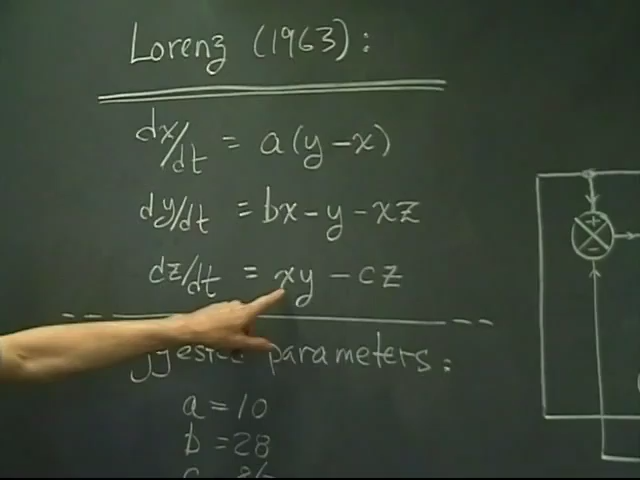 Lorenz (1963):
dx/dt = a(y-x)
dy/dt = bx-y-xz
dz/dt = xy-cz
parameters:
a=10
b=28